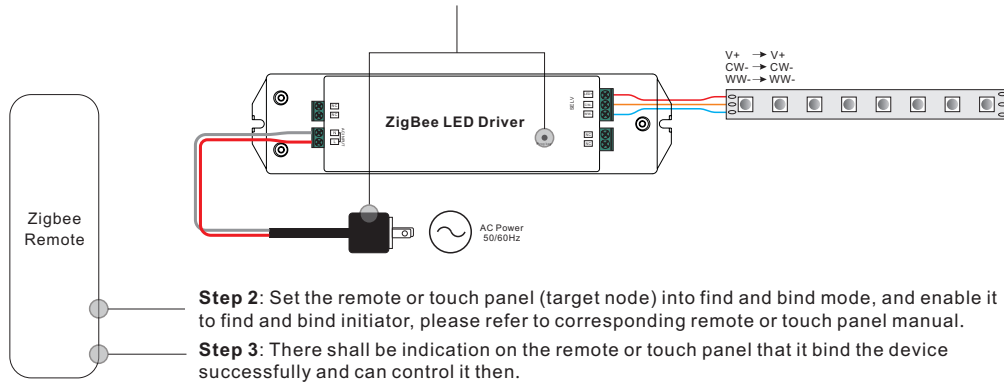 V+ → V+
CW- → CW-
WW- → WW-
SELV
ZigBee LED Driver
AC Power
50/60Hz
Zigbee
Remote
Step 2: Set the remote or touch panel (target node) into find and bind mode, and enable it
to find and bind initiator, please refer to corresponding remote or touch panel manual.
Step 3: There shall be indication on the remote or touch panel that it bind the device
successfully and can control it then.